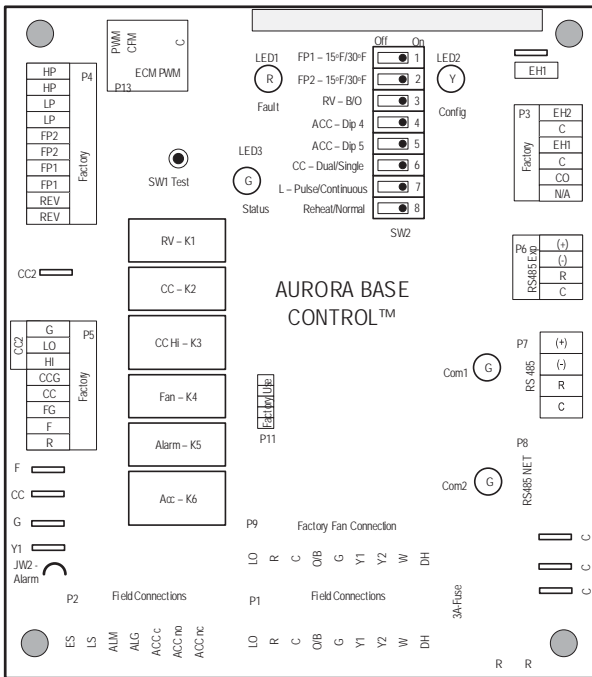 PWM
CFM
C
ECM PWM
P13
P4
HP
HP
LP
LP
FP2
FP2
FP1
FP1
REV
REV
Factory
SW1 Test
LED1
R
Fault
LED3
G
Status
Off On
FP1 – 15°F/30°F 1
FP2 – 15°F/30°F 2
RV – B/O 3
ACC – Dip 4 4
ACC – Dip 5 5
CC – Dual/Single 6
L – Pulse/Continuous 7
Reheat/Normal 8
SW2
LED2
Y
Config
EH1
P3
EH2
C
EH1
C
CO
N/A
Factory
P6
RS485 Exp
(+)
(-)
R
C
P7
RS 485
(+)
(-)
R
C
P8
RS485 NET
RV – K1
CC – K2
CC Hi – K3
Fan – K4
Alarm – K5
Acc – K6
AURORA BASE
CONTROL™
Factory Use
P11
Com1
G
Com2
G
CC2
CC2
P5
G
LO
HI
CCG
CC
FG
F
R
Factory
F
CC
G
Y1
JW2 -
Alarm
P9 Factory Fan Connection
LO R C O/B G Y1 Y2 W DH
P2 Field Connections
ES LS ALM ALG ACC c ACC no ACC nc
P1 Field Connections
LO R C O/B G Y1 Y2 W DH
3A-Fuse
C
C
C
R R